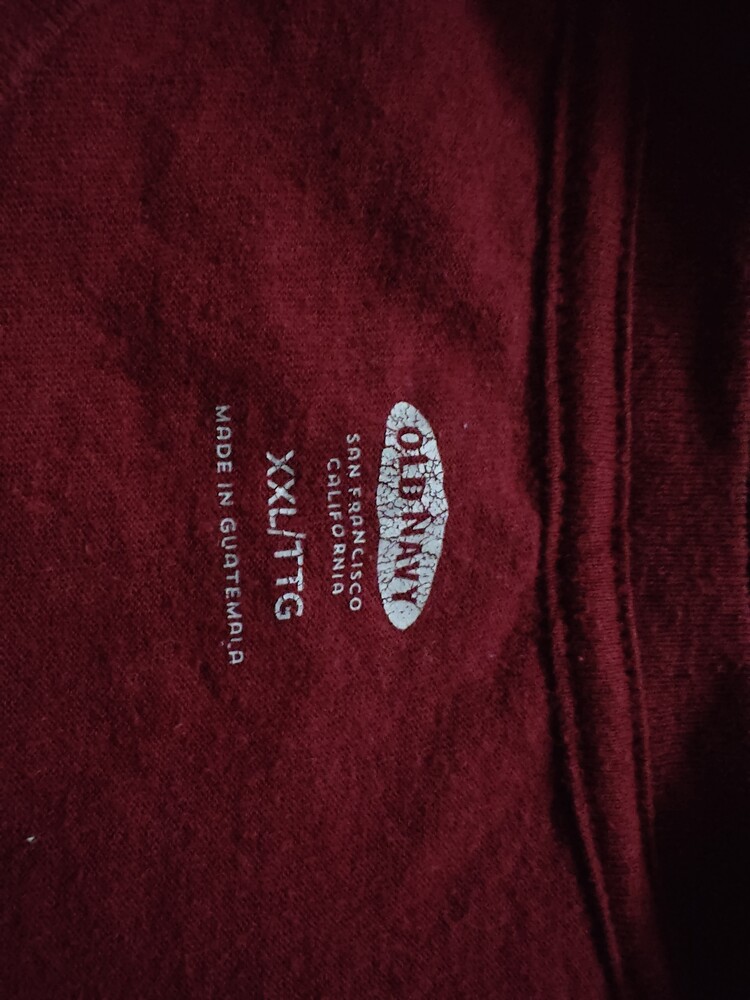 OLD NAVY
SAN FRANCISCO
CALIFORNIA
XXL/TTG
MADE IN GUATEMALA